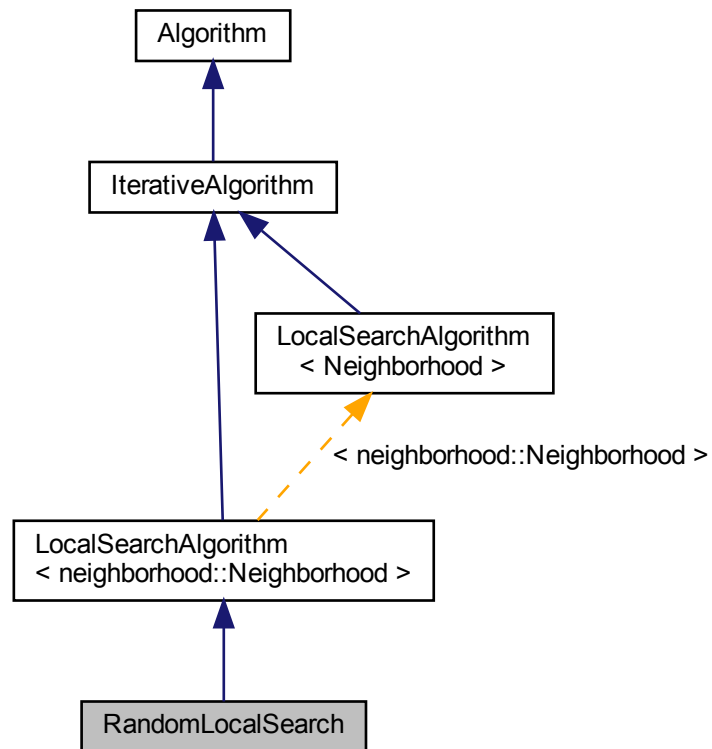 Algorithm
IterativeAlgorithm
LocalSearchAlgorithm
< Neighborhood >
< neighborhood::Neighborhood >
LocalSearchAlgorithm
< neighborhood::Neighborhood >
RandomLocalSearch